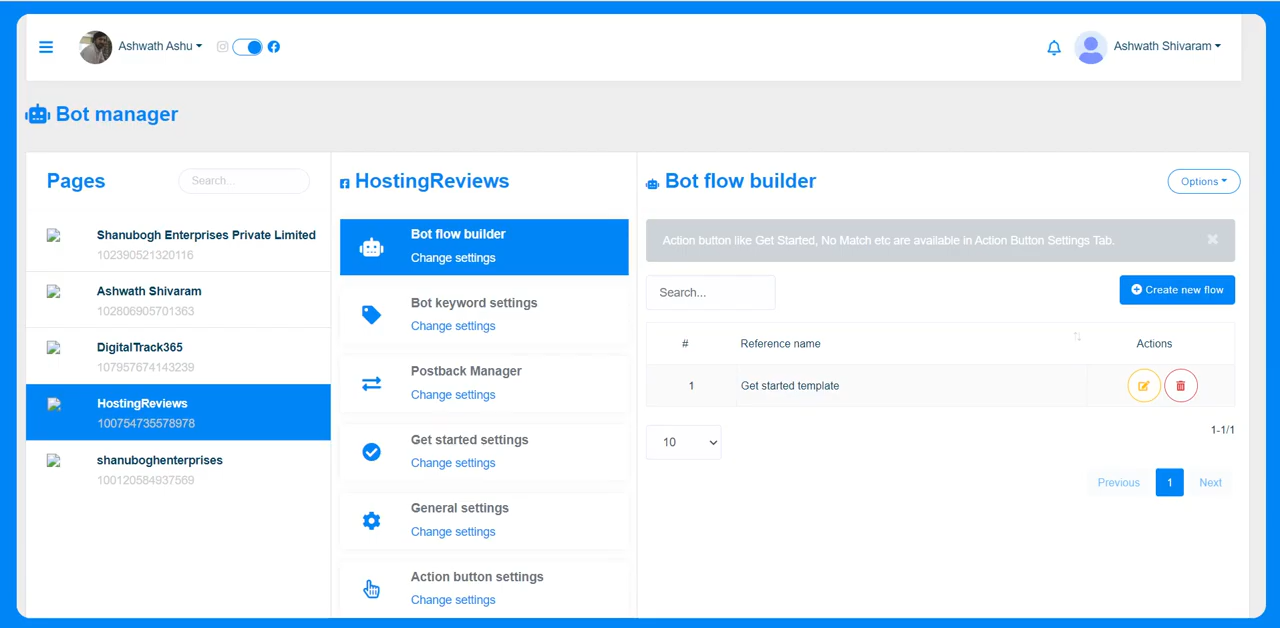 Ashwath Ashu
Ashwath Shivaram
Bot manager
Pages
Search...
Shanubogh Enterprises Private Limited
102390521320116
Ashwath Shivaram
102806905701363
DigitalTrack365
107957674143239
HostingReviews
100754735578978
shanuboghenterprises
100120584937569
HostingReviews
Bot flow builder
Change settings
Bot keyword settings
Change settings
Postback Manager
Change settings
Get started settings
Change settings
General settings
Change settings
Action button settings
Change settings
Bot flow builder
Options
Action button like Get Started, No Match etc are available in Action Button Settings Tab.
Search...
Create new flow
# Reference name Actions
1 Get started template
10
1-1/1
Previous 1 Next